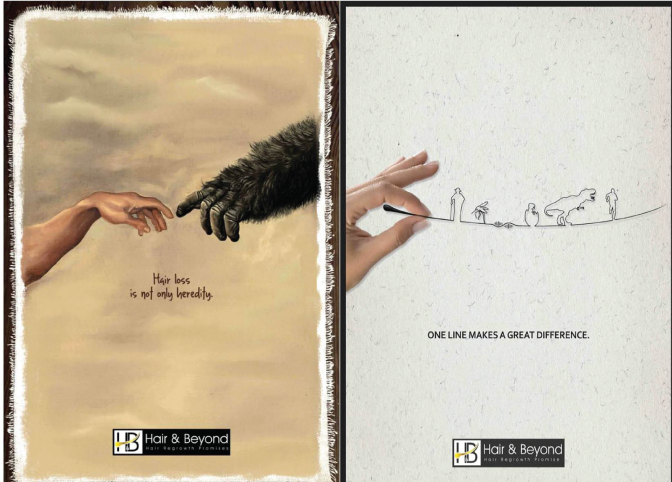 Hair loss
is not only heredity.
HB Hair & Beyond
Hair Regrowth Promises
ONE LINE MAKES A GREAT DIFFERENCE.
HB Hair & Beyond
Hair Regrowth Promise